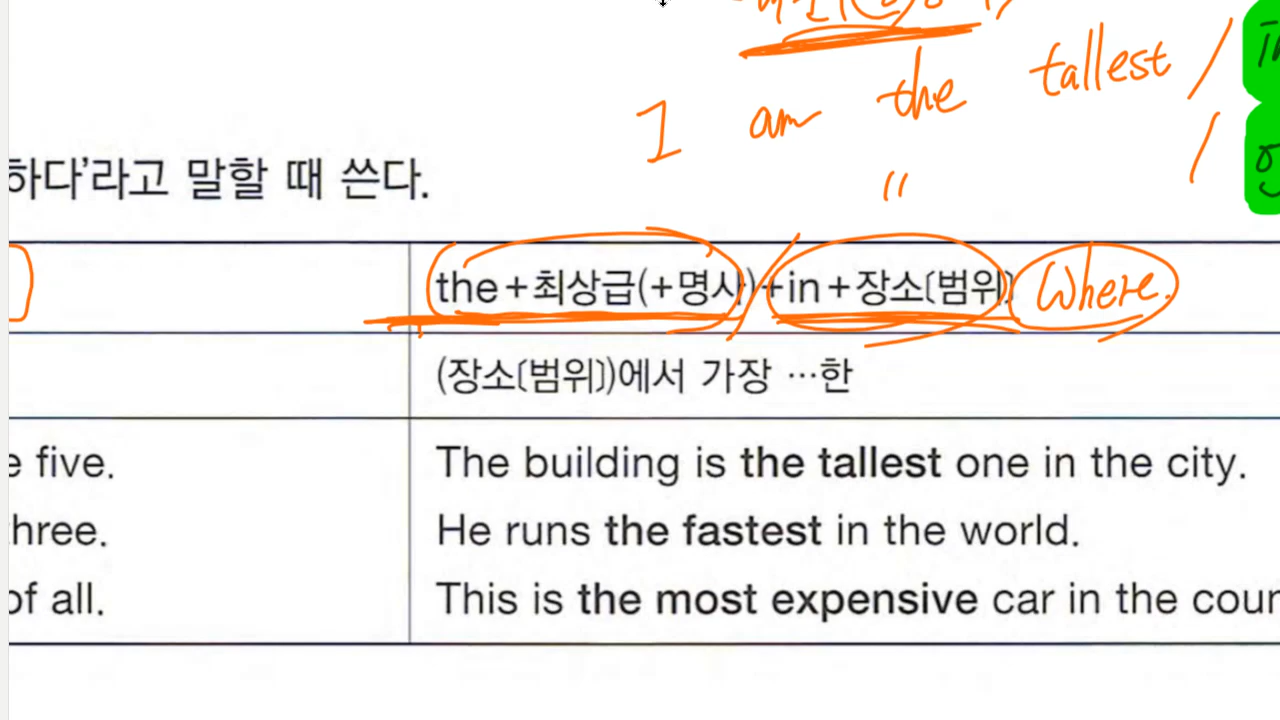 I am the tallest /
"
/
하다'라고 말할 때 쓴다.
the+최상급(+명사)+in+장소(범위) Where.
(장소(범위))에서 가장 …한
five. The building is the tallest one in the city.
three. He runs the fastest in the world.
of all. This is the most expensive car in the